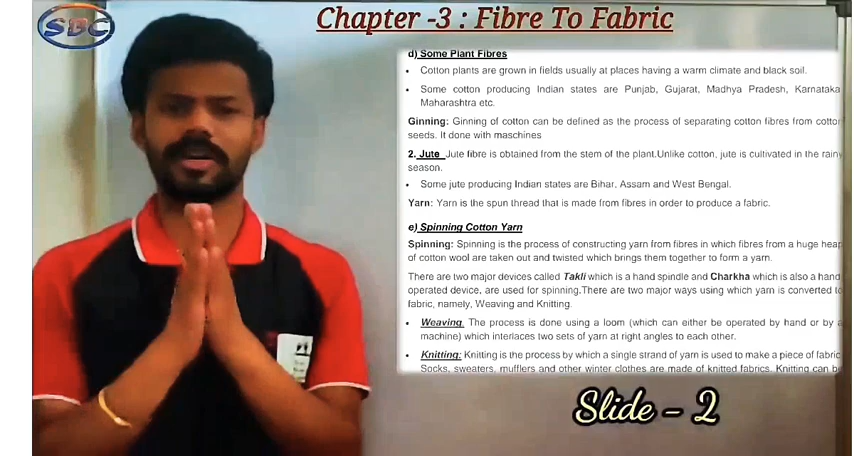 SDC
Chapter -3 : Fibre To Fabric
d) Some Plant Fibres
• Cotton plants are grown in fields usually at places having a warm climate and black soil.
• Some cotton producing Indian states are Punjab, Gujarat, Madhya Pradesh, Karnataka
Maharashtra etc.
Ginning: Ginning of cotton can be defined as the process of separating cotton fibres from cotton
seeds. It done with maschines
2. Jute Jute fibre is obtained from the stem of the plant.Unlike cotton, jute is cultivated in the rainy
season.
• Some jute producing Indian states are Bihar, Assam and West Bengal.
Yarn: Yarn is the spun thread that is made from fibres in order to produce a fabric.
e) Spinning Cotton Yarn
Spinning: Spinning is the process of constructing yarn from fibres in which fibres from a huge heap
of cotton wool are taken out and twisted which brings them together to form a yarn.
There are two major devices called Takli which is a hand spindle and Charkha which is also a hand
operated device, are used for spinning.There are two major ways using which yarn is converted to
fabric, namely, Weaving and Knitting.
• Weaving The process is done using a loom (which can either be operated by hand or by a
machine) which interlaces two sets of yarn at right angles to each other.
• Knitting: Knitting is the process by which a single strand of yarn is used to make a piece of fabric
Socks, sweaters, mufflers and other winter clothes are made of knitted fabrics. Knitting can be
Slide - 2